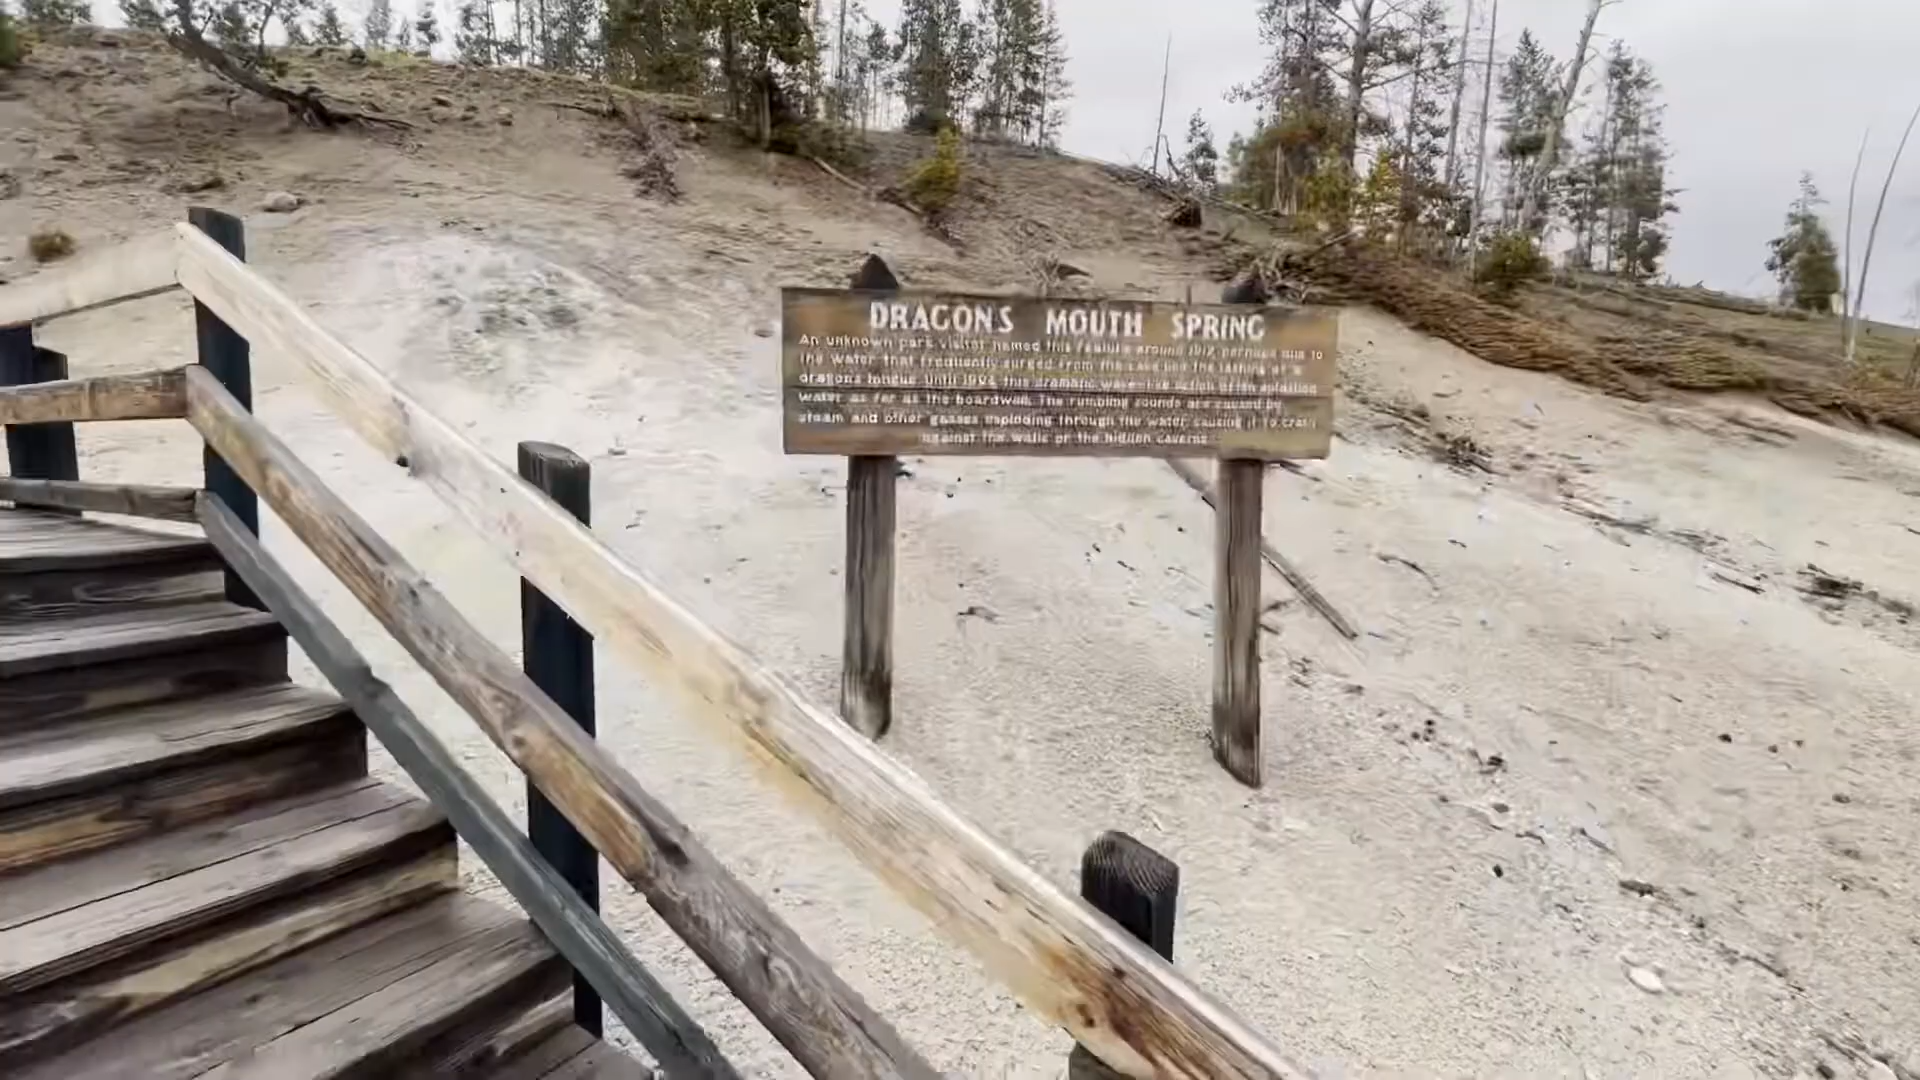 DRAGONS MOUTH SPRING
An unknown park visitor named this feature around 1912, perhaps due to
the water that frequently surged from the cave like the lashing of a
dragons tongue. Until 1994, this dramatic wave-like action often splashed
water as far as the boardwalk. The rumbling sounds are caused by
steam and other gasses exploding through the water, causing it to crash
against the walls of the hidden caverns